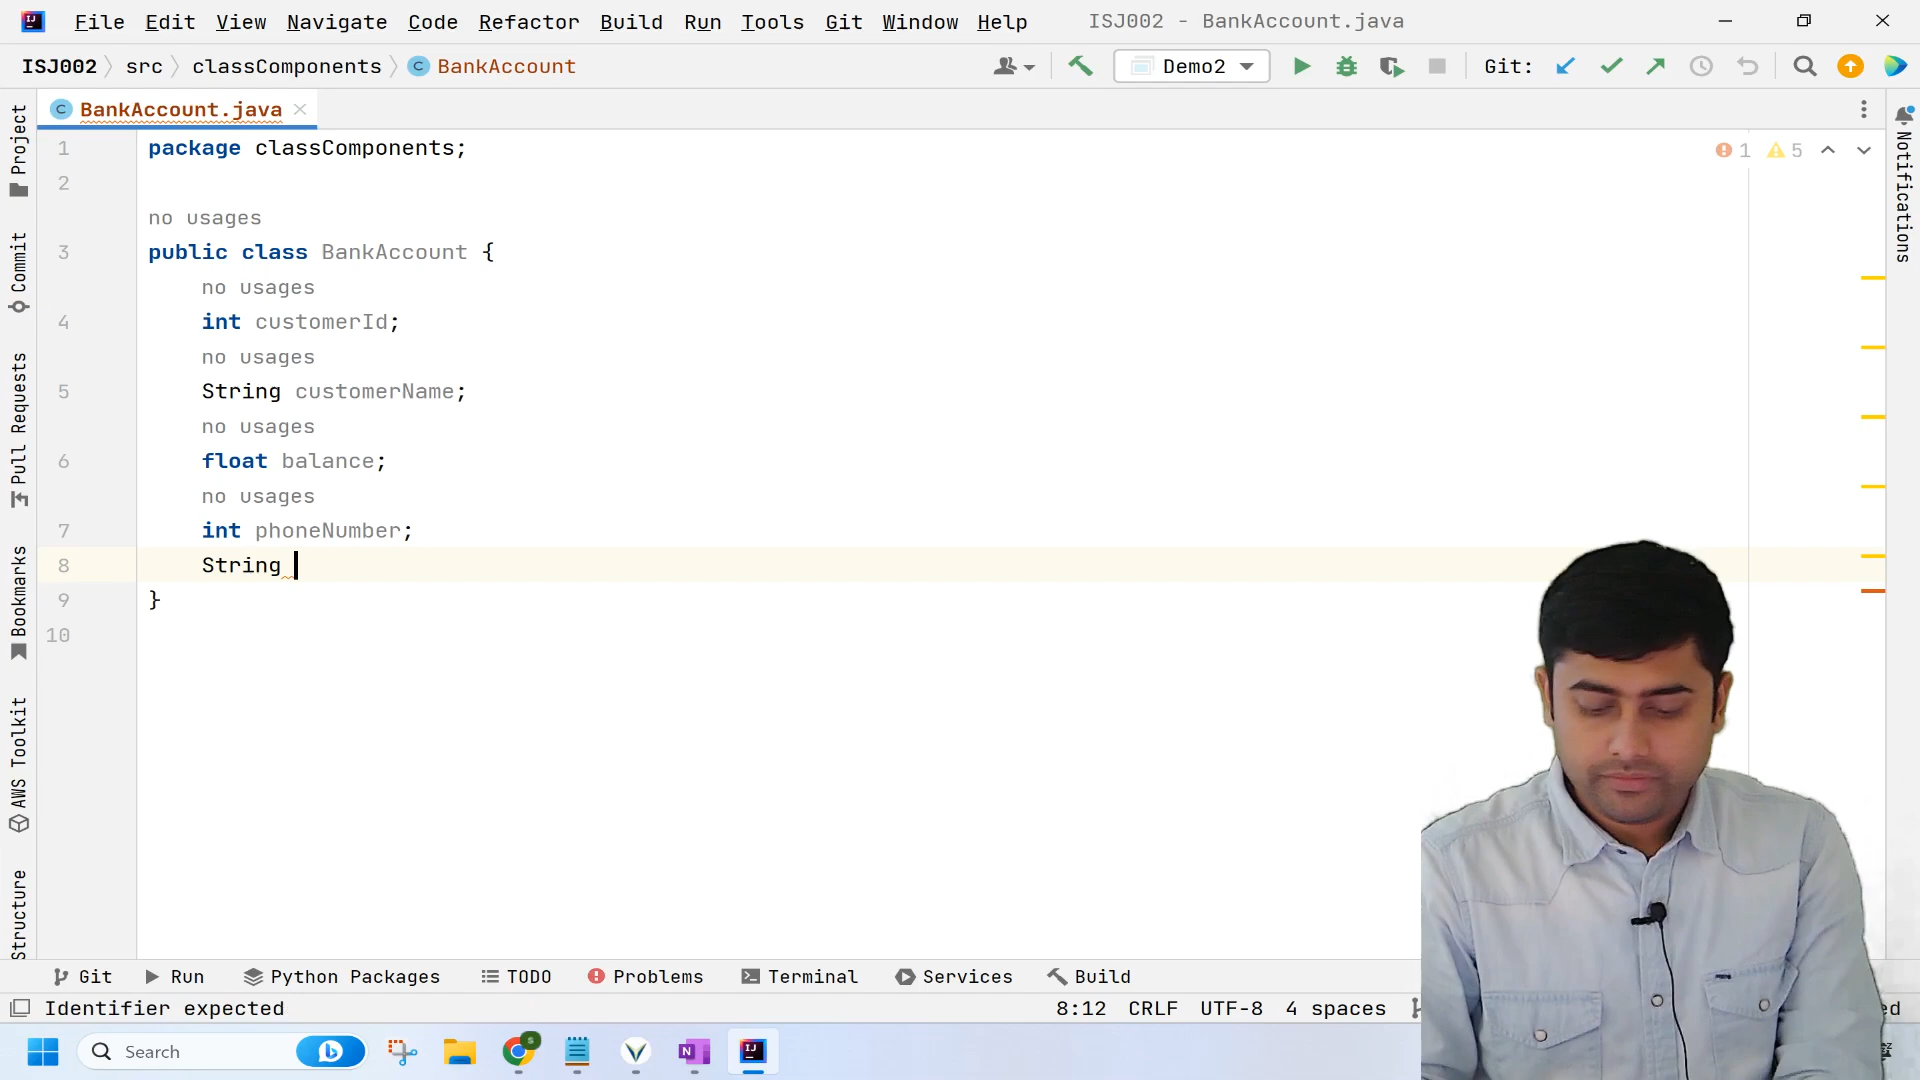 File Edit View Navigate Code Refactor Build Run Tools Git Window Help ISJ002 - BankAccount.java
ISJ002 src classComponents BankAccount Demo2 Git:
BankAccount.java
Project
Commit
Pull Requests
Bookmarks
AWS Toolkit
Structure
Notifications
1 package classComponents; 1 5
2
no usages
3 public class BankAccount {
no usages
4 int customerId;
no usages
5 String customerName;
no usages
6 float balance;
no usages
7 int phoneNumber;
8 String
9 }
10
Git Run Python Packages TODO Problems Terminal Services Build
Identifier expected 8:12 CRLF UTF-8 4 spaces
Search